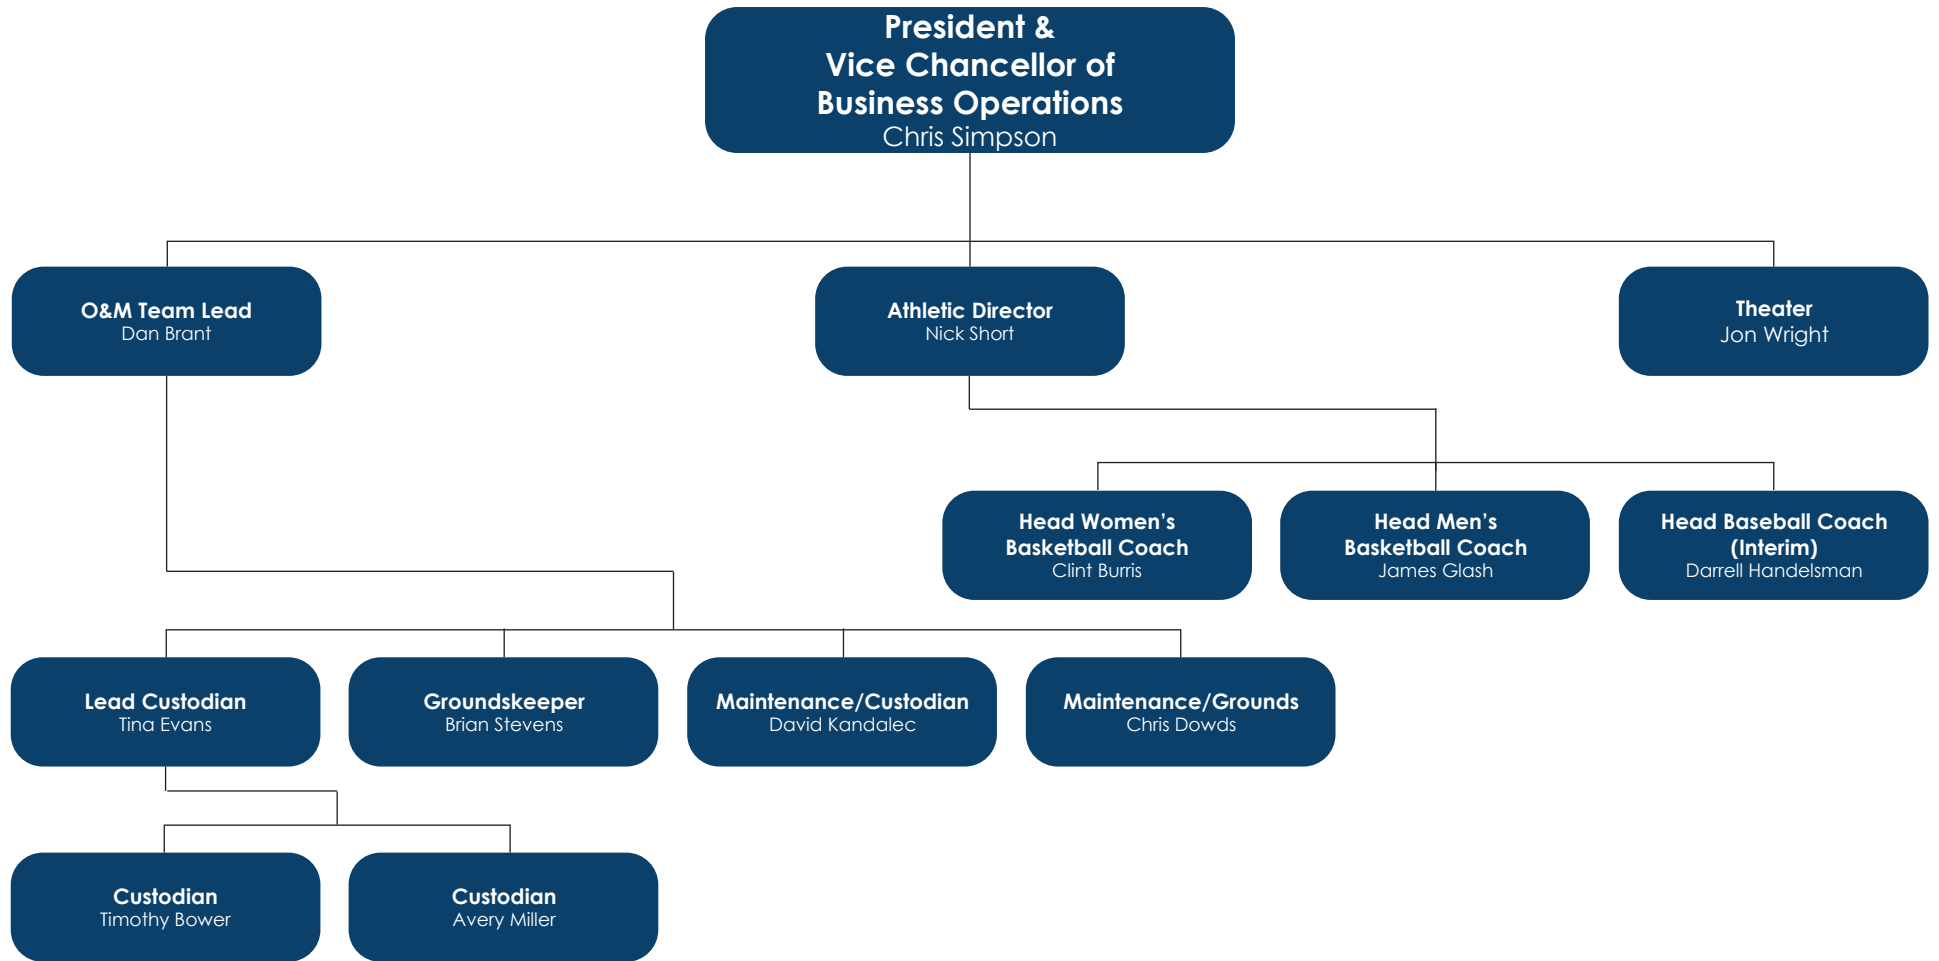 President &
Vice Chancellor of
Business Operations
Chris Simpson
O&M Team Lead
Dan Brant
Athletic Director
Nick Short
Theater
Jon Wright
Head Women’s
Basketball Coach
Clint Burris
Head Men’s
Basketball Coach
James Glash
Head Baseball Coach
(Interim)
Darrell Handelsman
Lead Custodian
Tina Evans
Groundskeeper
Brian Stevens
Maintenance/Custodian
David Kandalec
Maintenance/Grounds
Chris Dowds
Custodian
Timothy Bower
Custodian
Avery Miller